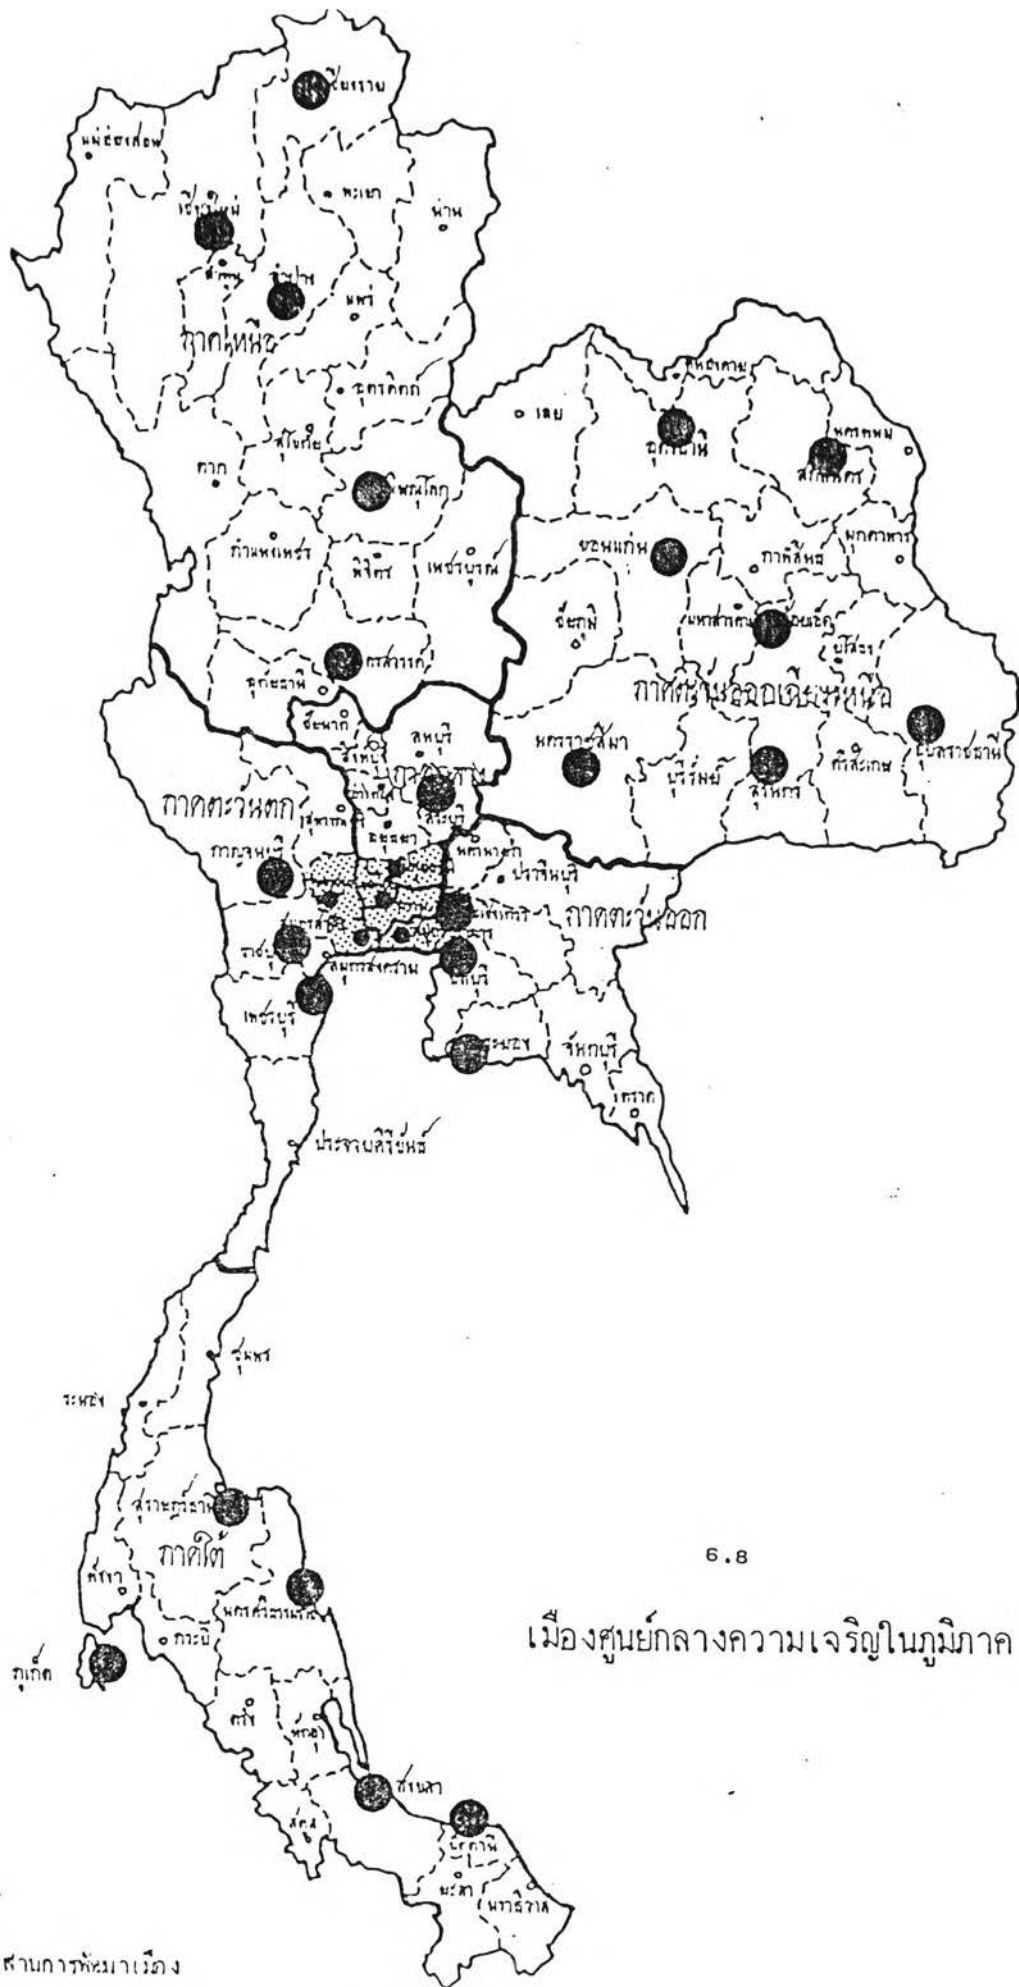 เชียงราย
แม่ฮ่องสอน
พะเยา
เชียงใหม่
น่าน
ลำพูน
ลำปาง
แพร่
ภาคเหนือ
อุตรดิตถ์
เลย
หนองคาย
อุดรธานี
นครพนม
สกลนคร
สุโขทัย
ตาก
พิษณุโลก
กำแพงเพชร
พิจิตร
เพชรบูรณ์
ขอนแก่น
กาฬสินธุ์
มุกดาหาร
ชัยภูมิ
มหาสารคาม
ร้อยเอ็ด
ยโสธร
นครสวรรค์
อุทัยธานี
ภาคตะวันออกเฉียงเหนือ
ชัยนาท
ลพบุรี
นครราชสีมา
บุรีรัมย์
สุรินทร์
ศรีสะเกษ
อุบลราชธานี
สิงห์บุรี
ภาคกลาง
ภาคตะวันตก
สระบุรี
อยุธยา
นครนายก
ปราจีนบุรี
กาญจนบุรี
ภาคตะวันออก
ราชบุรี
สมุทรสงคราม
ชลบุรี
เพชรบุรี
ระยอง
จันทบุรี
ตราด
ประจวบคิรีขันธ์
ชุมพร
ระนอง
สุราษฎร์ธานี
ภาคใต้
พังงา
นครศรีธรรมราช
กระบี่
ภูเก็ต
ตรัง
พัทลุง
สงขลา
สตูล
ปัตตานี
ยะลา
นราธิวาส
6.8
เมืองศูนย์กลางความเจริญในภูมิภาค
สานการพัฒนาเมือง